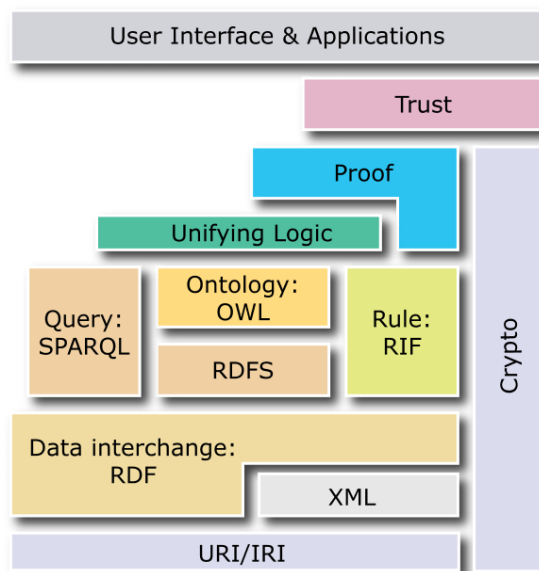 User Interface & Applications
Trust
Proof
Unifying Logic
Query:
SPARQL
Ontology:
OWL
RDFS
Rule:
RIF
Crypto
Data interchange:
RDF
XML
URI/IRI